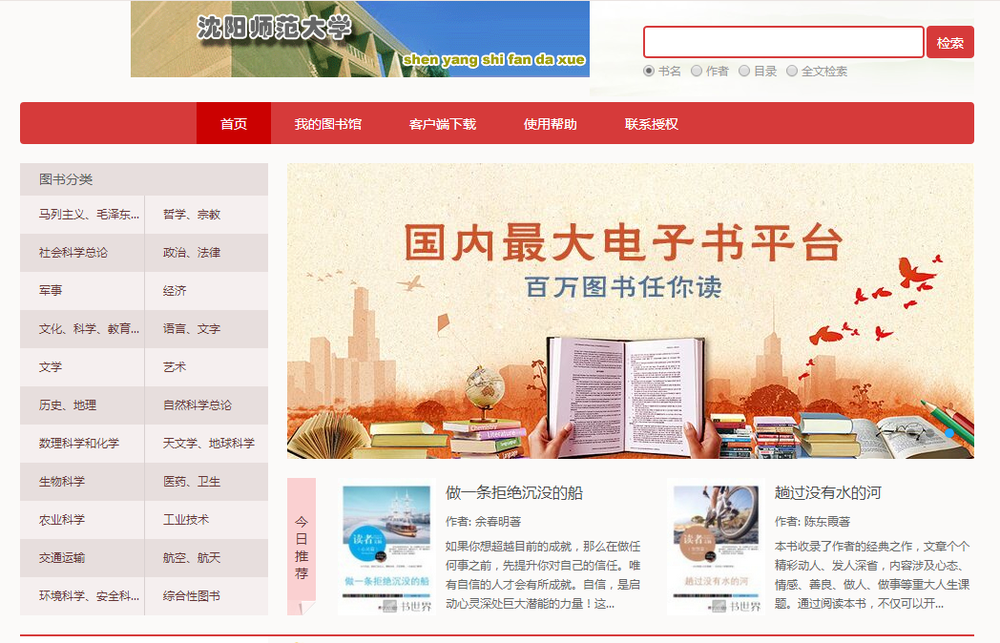 沈阳师范大学
shen yang shi fan da xue
检索
书名 作者 目录 全文检索
首页 我的图书馆 客户端下载 使用帮助 联系授权
图书分类
马列主义、毛泽东... 哲学、宗教
社会科学总论 政治、法律
军事 经济
文化、科学、教育... 语言、文字
文学 艺术
历史、地理 自然科学总论
数理科学和化学 天文学、地球科学
生物科学 医药、卫生
农业科学 工业技术
交通运输 航空、航天
环境科学、安全科... 综合性图书
国内最大电子书平台
百万图书任你读
Chemistry
Literature
language
今日推荐
读者
做一条拒绝沉没的船
书世界
做一条拒绝沉没的船
作者: 余春明著
如果你想超越目前的成就，那么在做任
何事之前，先提升你对自己的信任。唯
有自信的人才会有所成就。自信，是启
动心灵深处巨大潜能的力量！这...
读者
趟过没有水的河
书世界
趟过没有水的河
作者: 陈东霞著
本书收录了作者的经典之作，文章个个
精彩动人、发人深省，内容涉及心态、
情感、善良、做人、做事等重大人生课
题。通过阅读本书，不仅可以开...